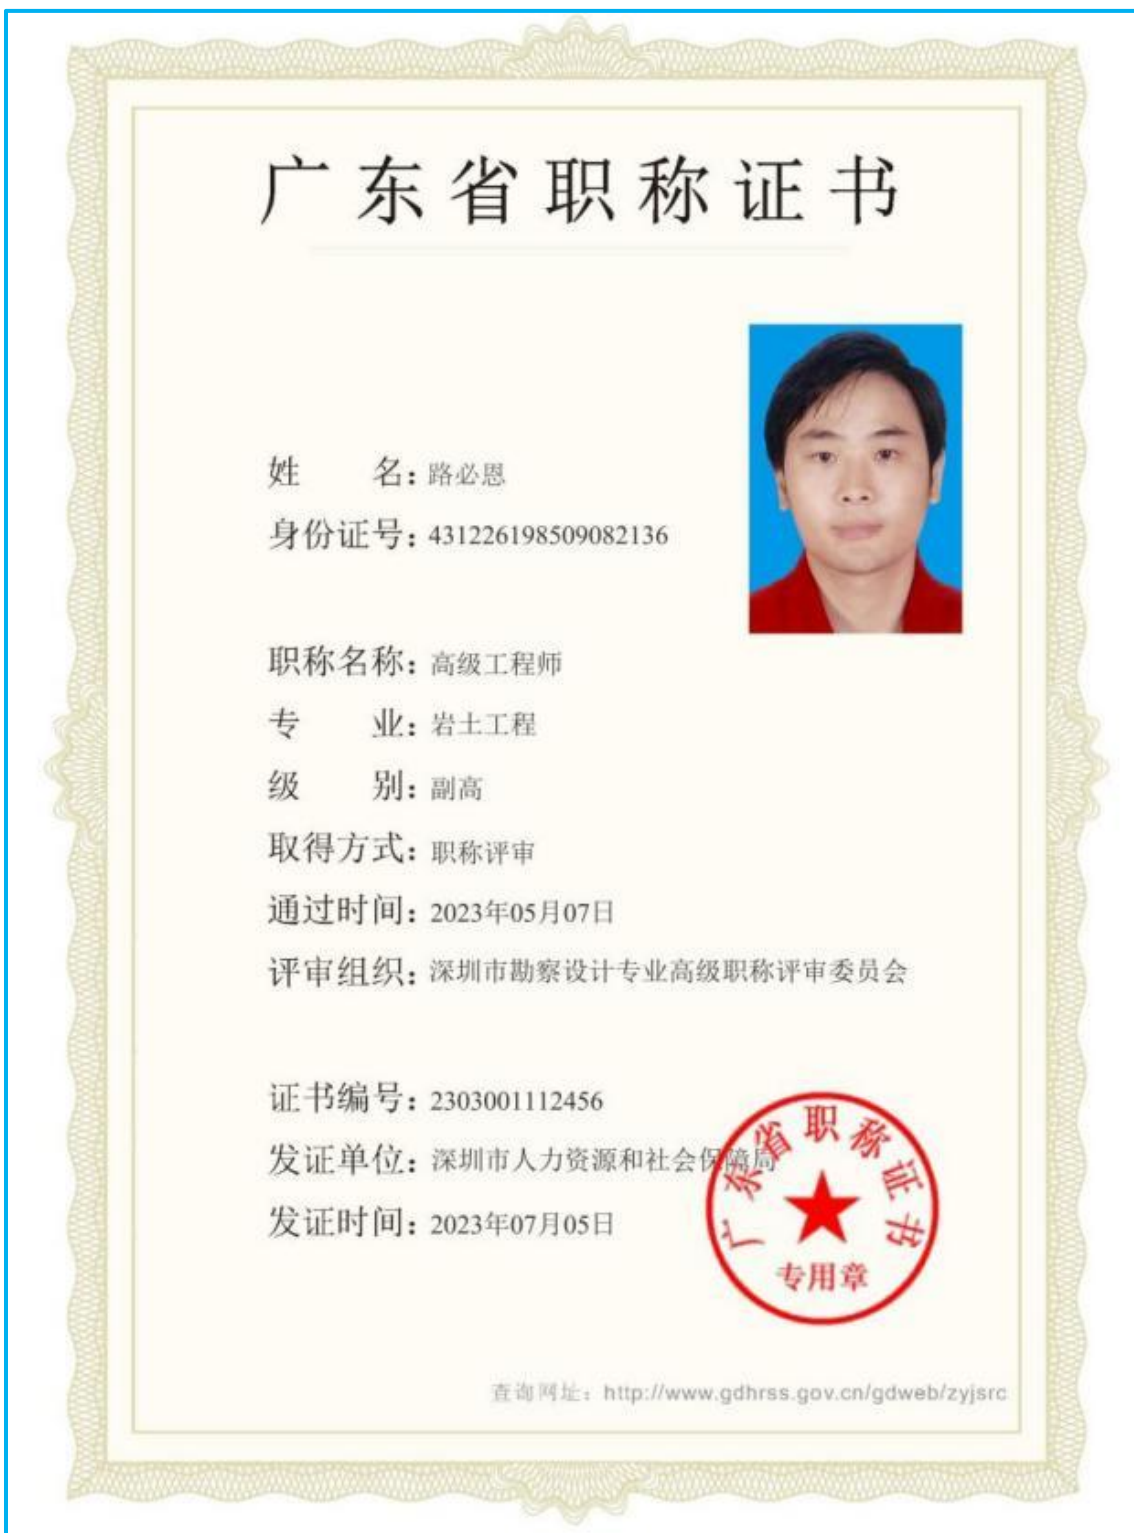 广东省职称证书
姓 名：路必恩
身份证号：431226198509082136
职称名称：高级工程师
专 业：岩土工程
级 别：副高
取得方式：职称评审
通过时间：2023年05月07日
评审组织：深圳市勘察设计专业高级职称评审委员会
证书编号：2303001112456
发证单位：深圳市人力资源和社会保障局
发证时间：2023年07月05日
广东省职称证书
专用章
查询网址：http://www.gdhrss.gov.cn/gdweb/zyjsrc